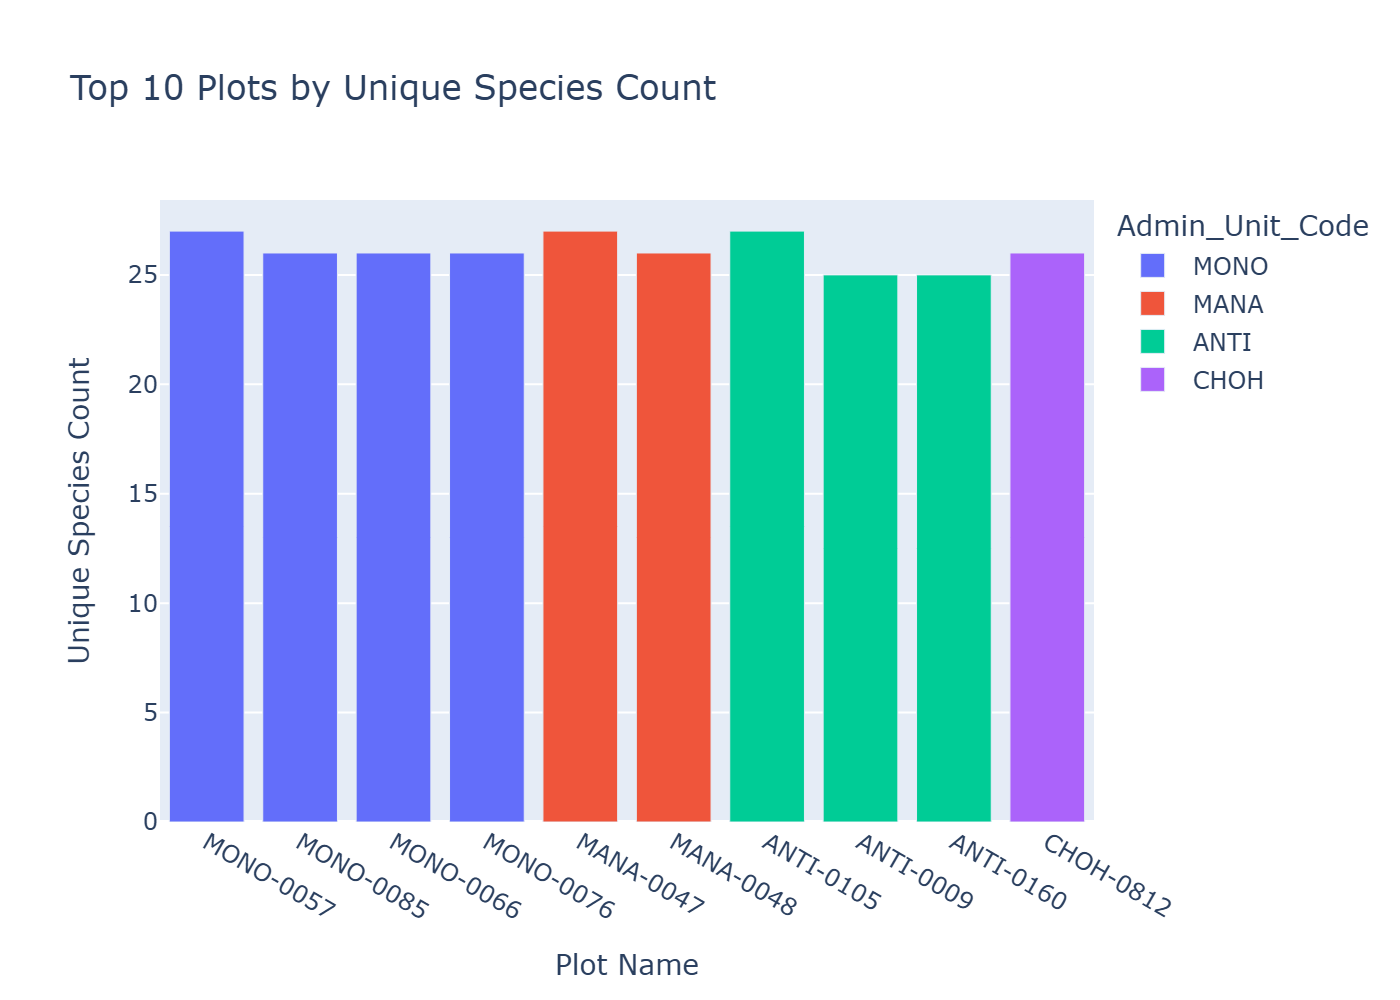 Top 10 Plots by Unique Species Count
Admin_Unit_Code
MONO
MANA
ANTI
CHOH
Unique Species Count
25
20
15
10
5
0
MONO-0057
MONO-0085
MONO-0066
MONO-0076
MANA-0047
MANA-0048
ANTI-0105
ANTI-0009
ANTI-0160
CHOH-0812
Plot Name